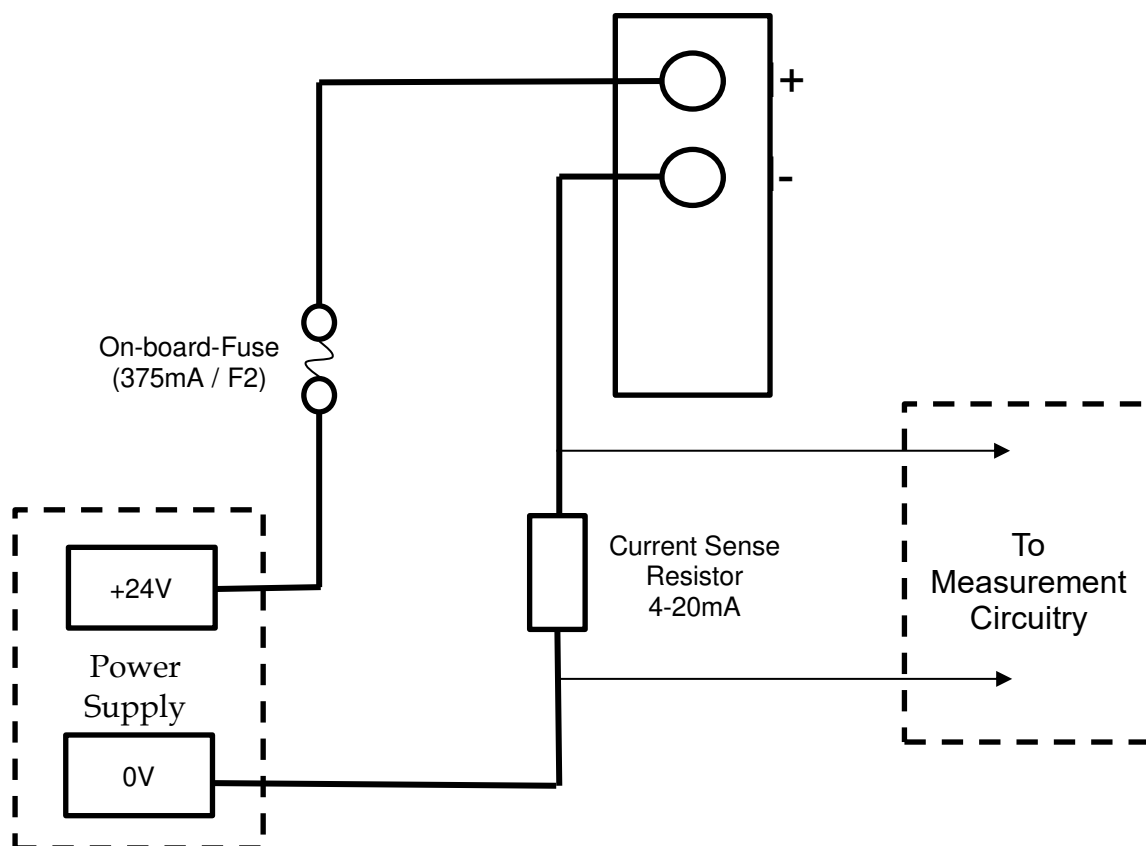 +
-
On-board-Fuse
(375mA / F2)
Current Sense
Resistor
4-20mA
To
Measurement
Circuitry
+24V
Power
Supply
0V